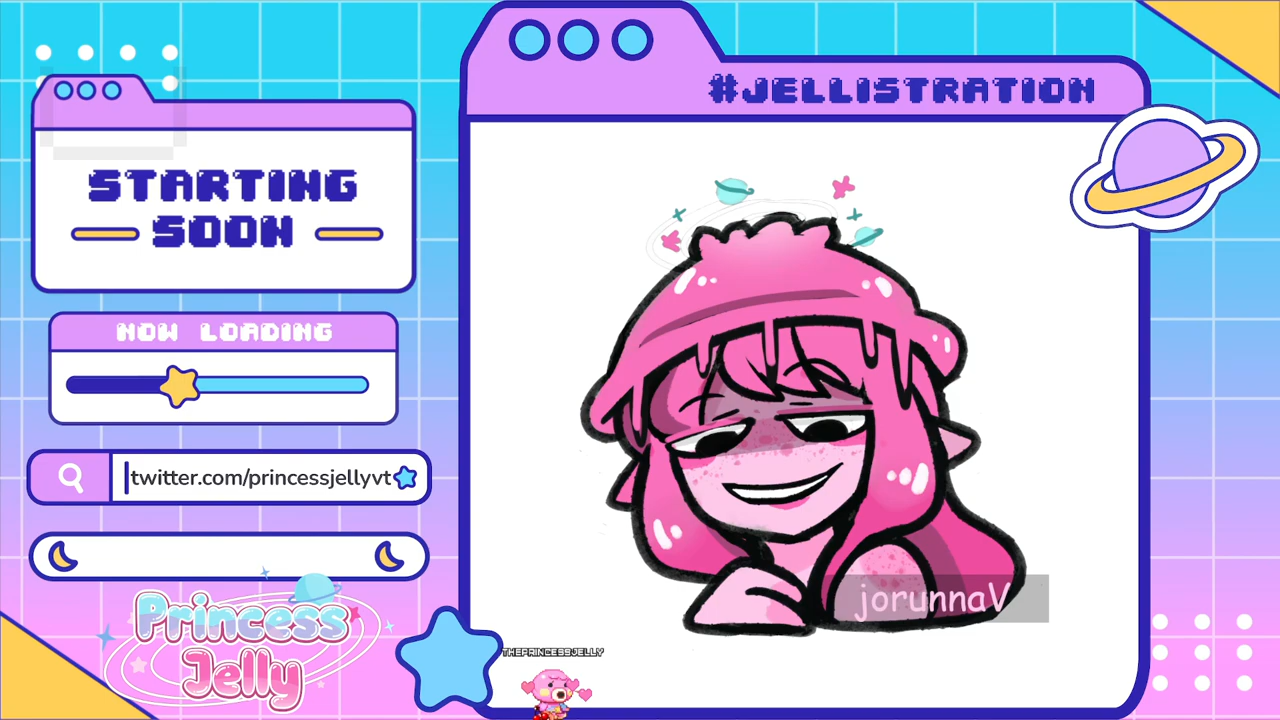 #JELLISTRATION
STARTING
SOON
NOW LOADING
twitter.com/princessjellyvt
jorunnaV
Princess
Jelly
THEPRINCESSJELLY